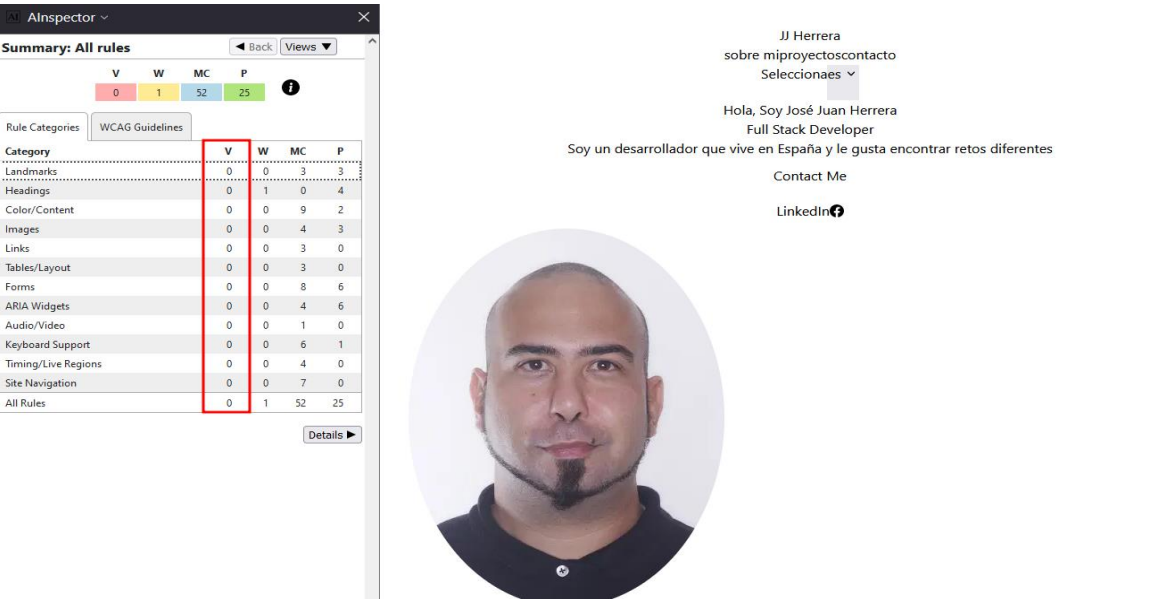 AI AInspector
Summary: All rules
◀ Back Views ▼
V W MC P
0 1 52 25
Rule Categories WCAG Guidelines
Category V W MC P
Landmarks 0 0 3 3
Headings 0 1 0 4
Color/Content 0 0 9 2
Images 0 0 4 3
Links 0 0 3 0
Tables/Layout 0 0 3 0
Forms 0 0 8 6
ARIA Widgets 0 0 4 6
Audio/Video 0 0 1 0
Keyboard Support 0 0 6 1
Timing/Live Regions 0 0 4 0
Site Navigation 0 0 7 0
All Rules 0 1 52 25
Details ▶
JJ Herrera
sobre miproyectoscontacto
Seleccionaes
Hola, Soy José Juan Herrera
Full Stack Developer
Soy un desarrollador que vive en España y le gusta encontrar retos diferentes
Contact Me
LinkedIn